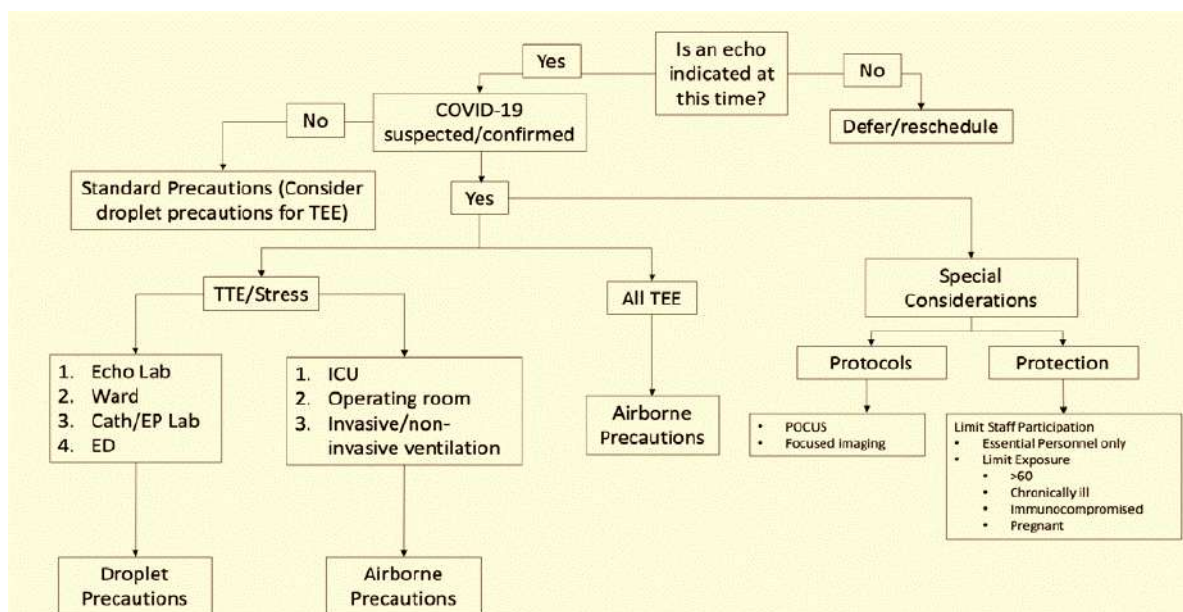 Is an echo
indicated at
this time?
Yes
No
COVID-19
suspected/confirmed
Defer/reschedule
No
Standard Precautions (Consider
droplet precautions for TEE)
Yes
TTE/Stress
All TEE
Special
Considerations
1. Echo Lab
2. Ward
3. Cath/EP Lab
4. ED
1. ICU
2. Operating room
3. Invasive/non-
invasive ventilation
Airborne
Precautions
Protocols
Protection
• POCUS
• Focused imaging
Limit Staff Participation
• Essential Personnel only
• Limit Exposure
• >60
• Chronically ill
• Immunocompromised
• Pregnant
Droplet
Precautions
Airborne
Precautions